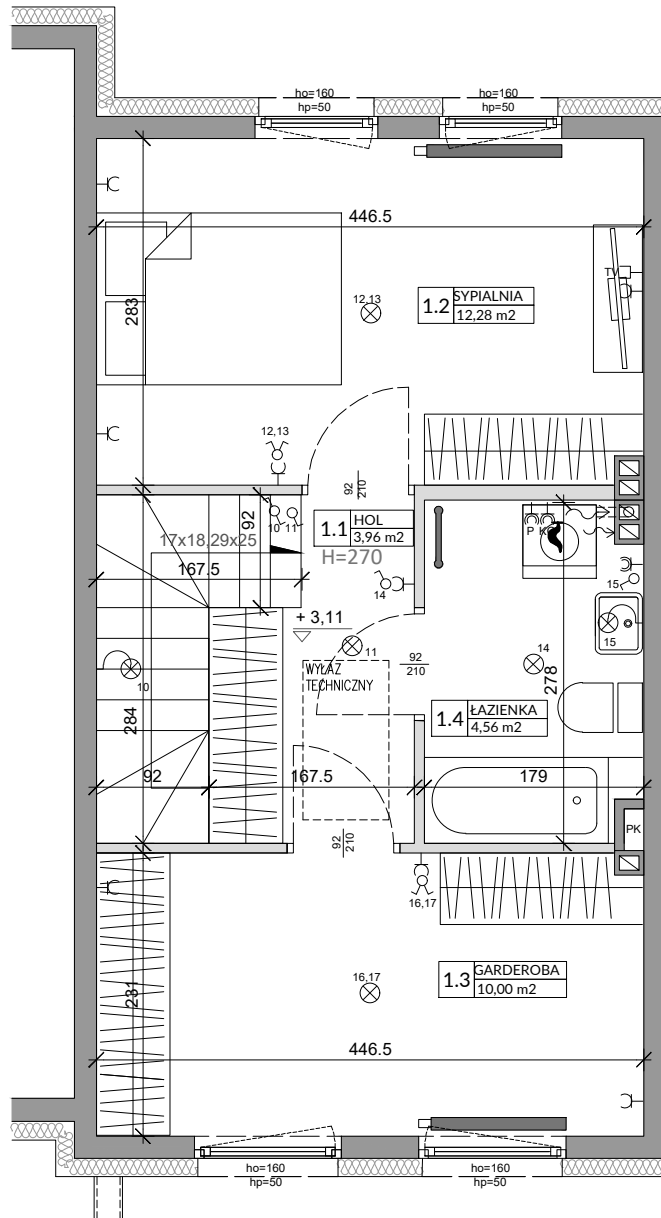 ho=160
hp=50
ho=160
hp=50
446.5
283
TV
12,13
1.2
SYPIALNIA
12,28 m2
12,13
92
210
92
10
11
17x18,29x25
167.5
1.1
HOL
3,96 m2
H=270
P
14
15
15
+ 3,11
11
92
210
14
278
10
WYŁAZ
TECHNICZNY
284
1.4
ŁAZIENKA
4,56 m2
92
167.5
179
PK
92
210
16,17
1.3
GARDEROBA
10,00 m2
16,17
231
446.5
ho=160
hp=50
ho=160
hp=50